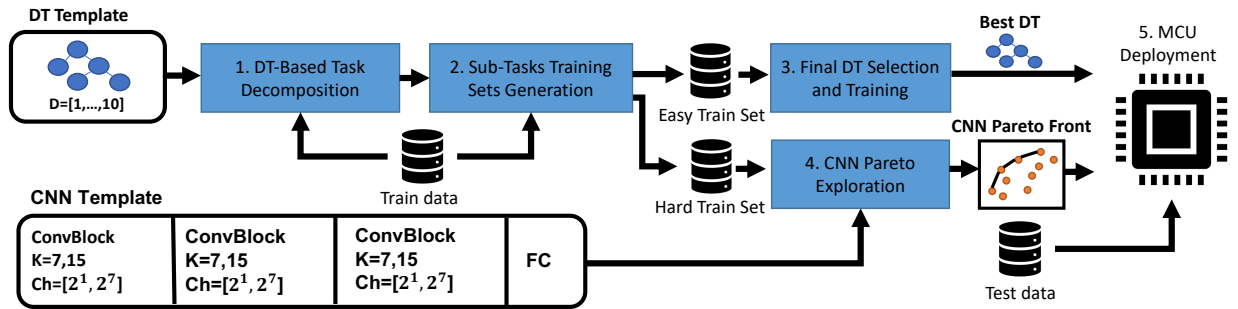 DT Template
D=[1,…,10]
1. DT-Based Task
Decomposition
2. Sub-Tasks Training
Sets Generation
Easy Train Set
3. Final DT Selection
and Training
Best DT
5. MCU
Deployment
Train data
Hard Train Set
4. CNN Pareto
Exploration
CNN Pareto Front
Test data
CNN Template
ConvBlock
K=7,15
Ch=[2¹, 2⁷]
ConvBlock
K=7,15
Ch=[2¹, 2⁷]
ConvBlock
K=7,15
Ch=[2¹, 2⁷]
FC